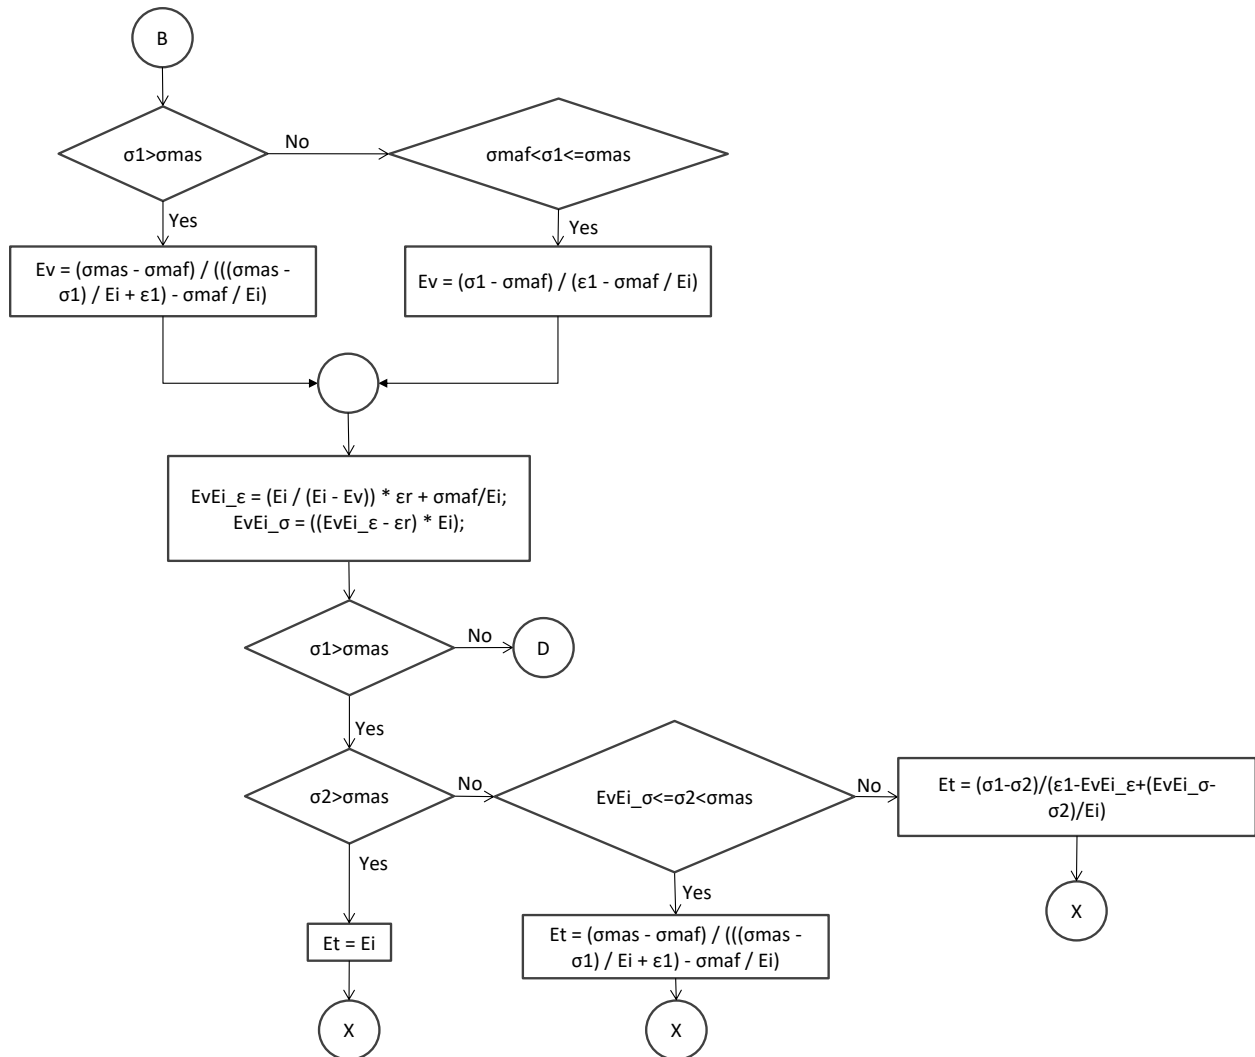 B
σ1>σmas
No
σmaf<σ1<=σmas
Yes
Yes
Ev = (σmas - σmaf) / (((σmas -
σ1) / Ei + ε1) - σmaf / Ei)
Ev = (σ1 - σmaf) / (ε1 - σmaf / Ei)
EvEi_ε = (Ei / (Ei - Ev)) * εr + σmaf/Ei;
EvEi_σ = ((EvEi_ε - εr) * Ei);
σ1>σmas
No
D
Yes
σ2>σmas
No
EvEi_σ<=σ2<σmas
No
Et = (σ1-σ2)/(ε1-EvEi_ε+(EvEi_σ-
σ2)/Ei)
Yes
Yes
X
Et = Ei
Et = (σmas - σmaf) / (((σmas -
σ1) / Ei + ε1) - σmaf / Ei)
X
X